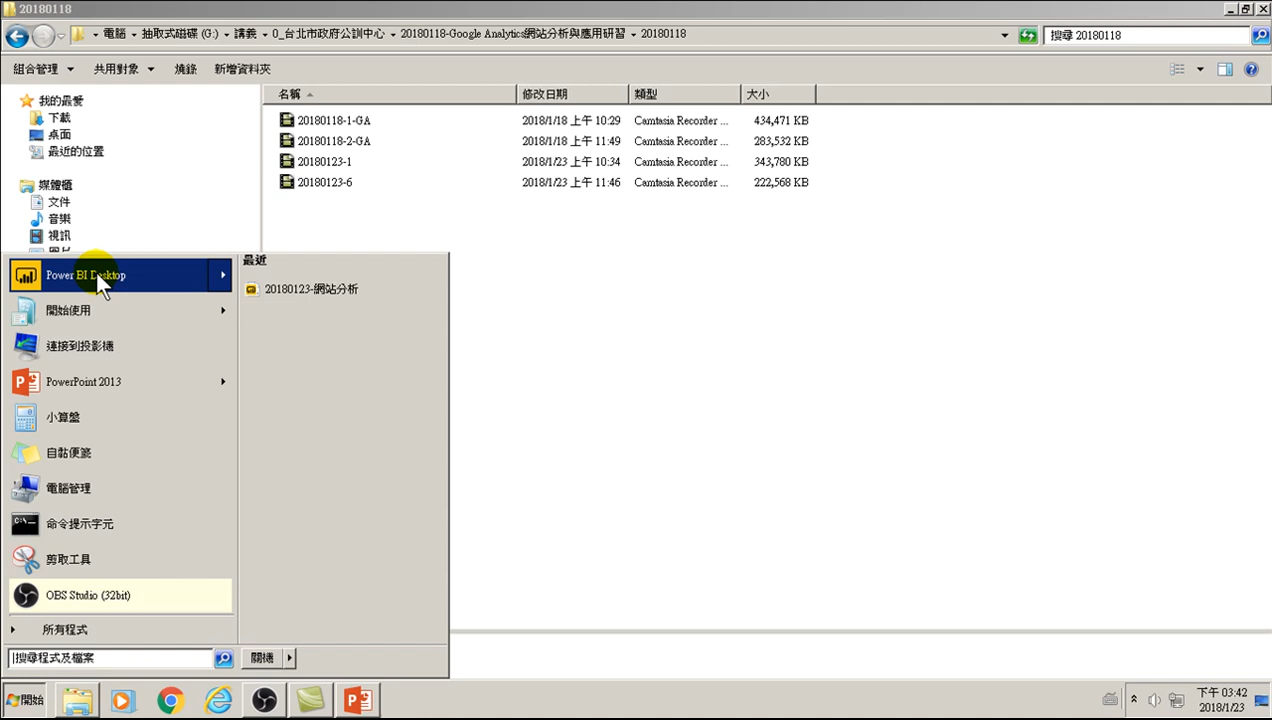 20180118
電腦 ▾ 抽取式磁碟 (G:) ▾ 講義 ▾ 0_台北市政府公訓中心 ▾ 20180118-Google Analytics網站分析與應用研習 ▾ 20180118
搜尋 20180118
組合管理 ▾ 共用對象 ▾ 燒錄 新增資料夾
我的最愛
下載
桌面
最近的位置
媒體櫃
文件
音樂
視訊
名稱 修改日期 類型 大小
20180118-1-GA 2018/1/18 上午 10:29 Camtasia Recorder ... 434,471 KB
20180118-2-GA 2018/1/18 上午 11:49 Camtasia Recorder ... 283,532 KB
20180123-1 2018/1/23 上午 10:34 Camtasia Recorder ... 343,780 KB
20180123-6 2018/1/23 上午 11:46 Camtasia Recorder ... 222,568 KB
Power BI Desktop
開始使用
連接到投影機
PowerPoint 2013
小算盤
自黏便箋
電腦管理
命令提示字元
剪取工具
OBS Studio (32bit)
所有程式
搜尋程式及檔案
最近
20180123-網站分析
關機
開始
下午 03:42
2018/1/23